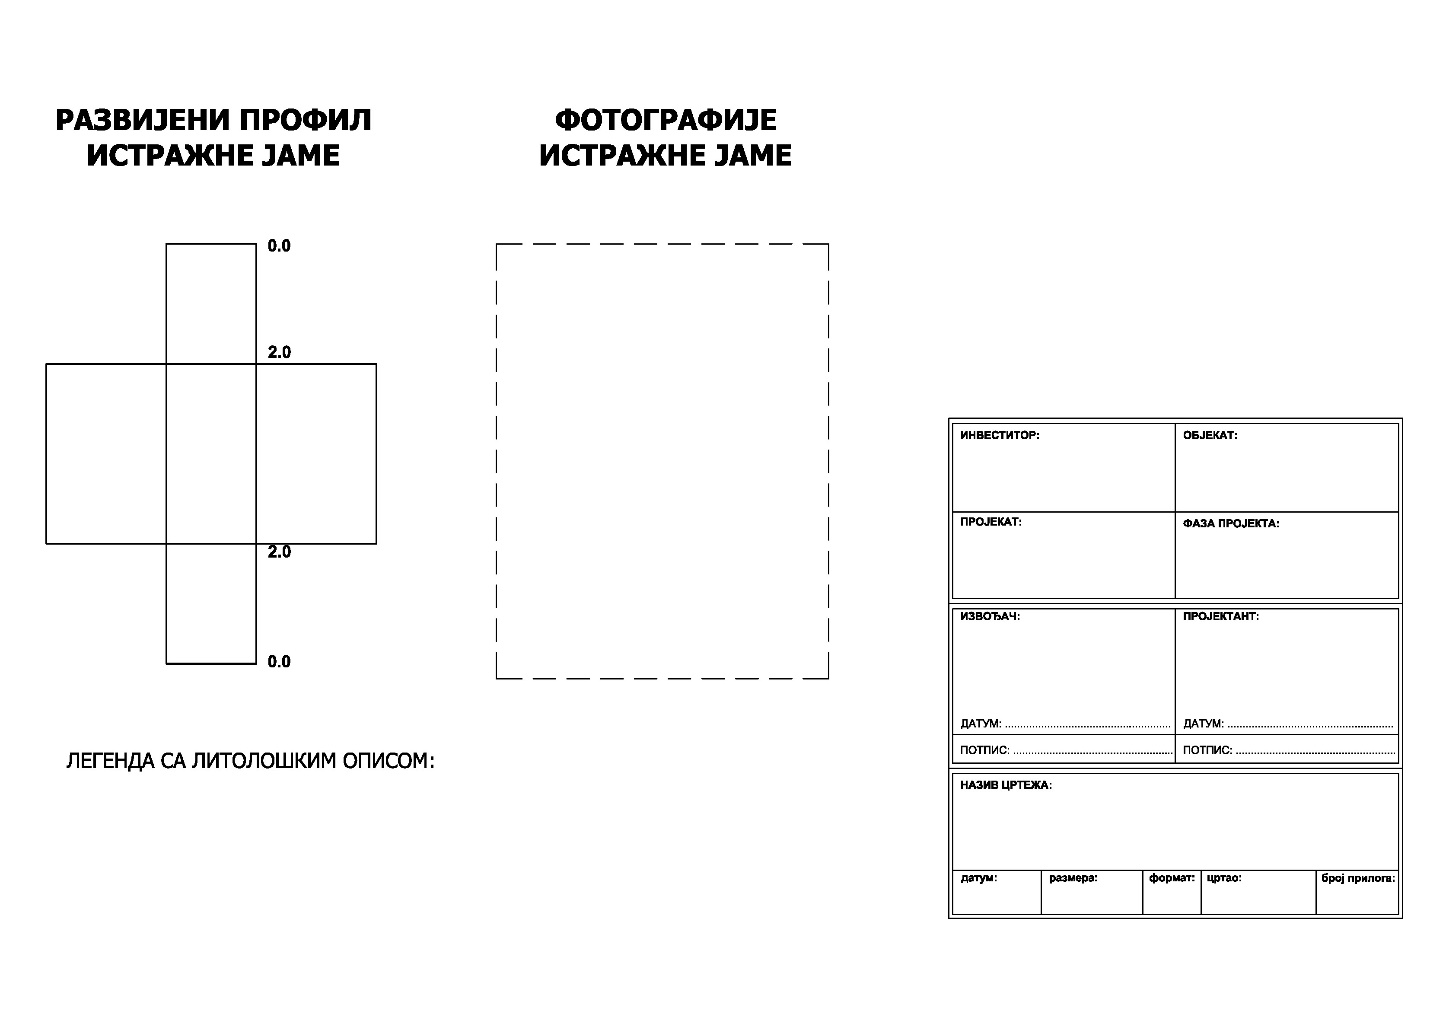 РАЗВИЈЕНИ ПРОФИЛ
ИСТРАЖНЕ ЈАМЕ
ФОТОГРАФИЈЕ
ИСТРАЖНЕ ЈАМЕ
0.0
2.0
2.0
0.0
ЛЕГЕНДА СА ЛИТОЛОШКИМ ОПИСОМ:
ИНВЕСТИТОР:
ОБЈЕКАТ:
ПРОЈЕКАТ:
ФАЗА ПРОЈЕКТА:
ИЗВОЂАЧ:
ПРОЈЕКТАНТ:
ДАТУМ:
ДАТУМ:
ПОТПИС:
ПОТПИС:
НАЗИВ ЦРТЕЖА:
датум:
размера:
формат:
цртао:
број прилога: